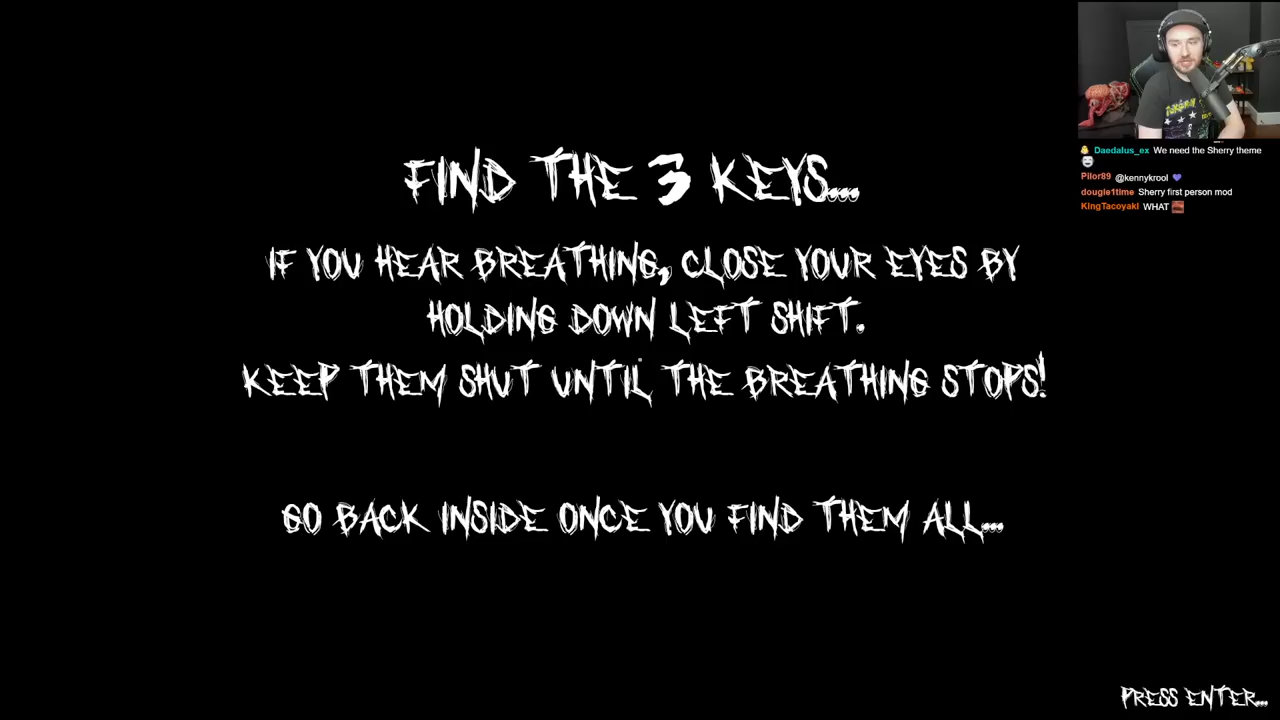 FIND THE 3 KEYS...
IF YOU HEAR BREATHING, CLOSE YOUR EYES BY
HOLDING DOWN LEFT SHIFT.
KEEP THEM SHUT UNTIL THE BREATHING STOPS!
GO BACK INSIDE ONCE YOU FIND THEM ALL...
PRESS ENTER...
POKÉMON
Daedalus_ex We need the Sherry theme
Pilor89 @kennykrool
dougie1time Sherry first person mod
KingTacoyaki WHAT